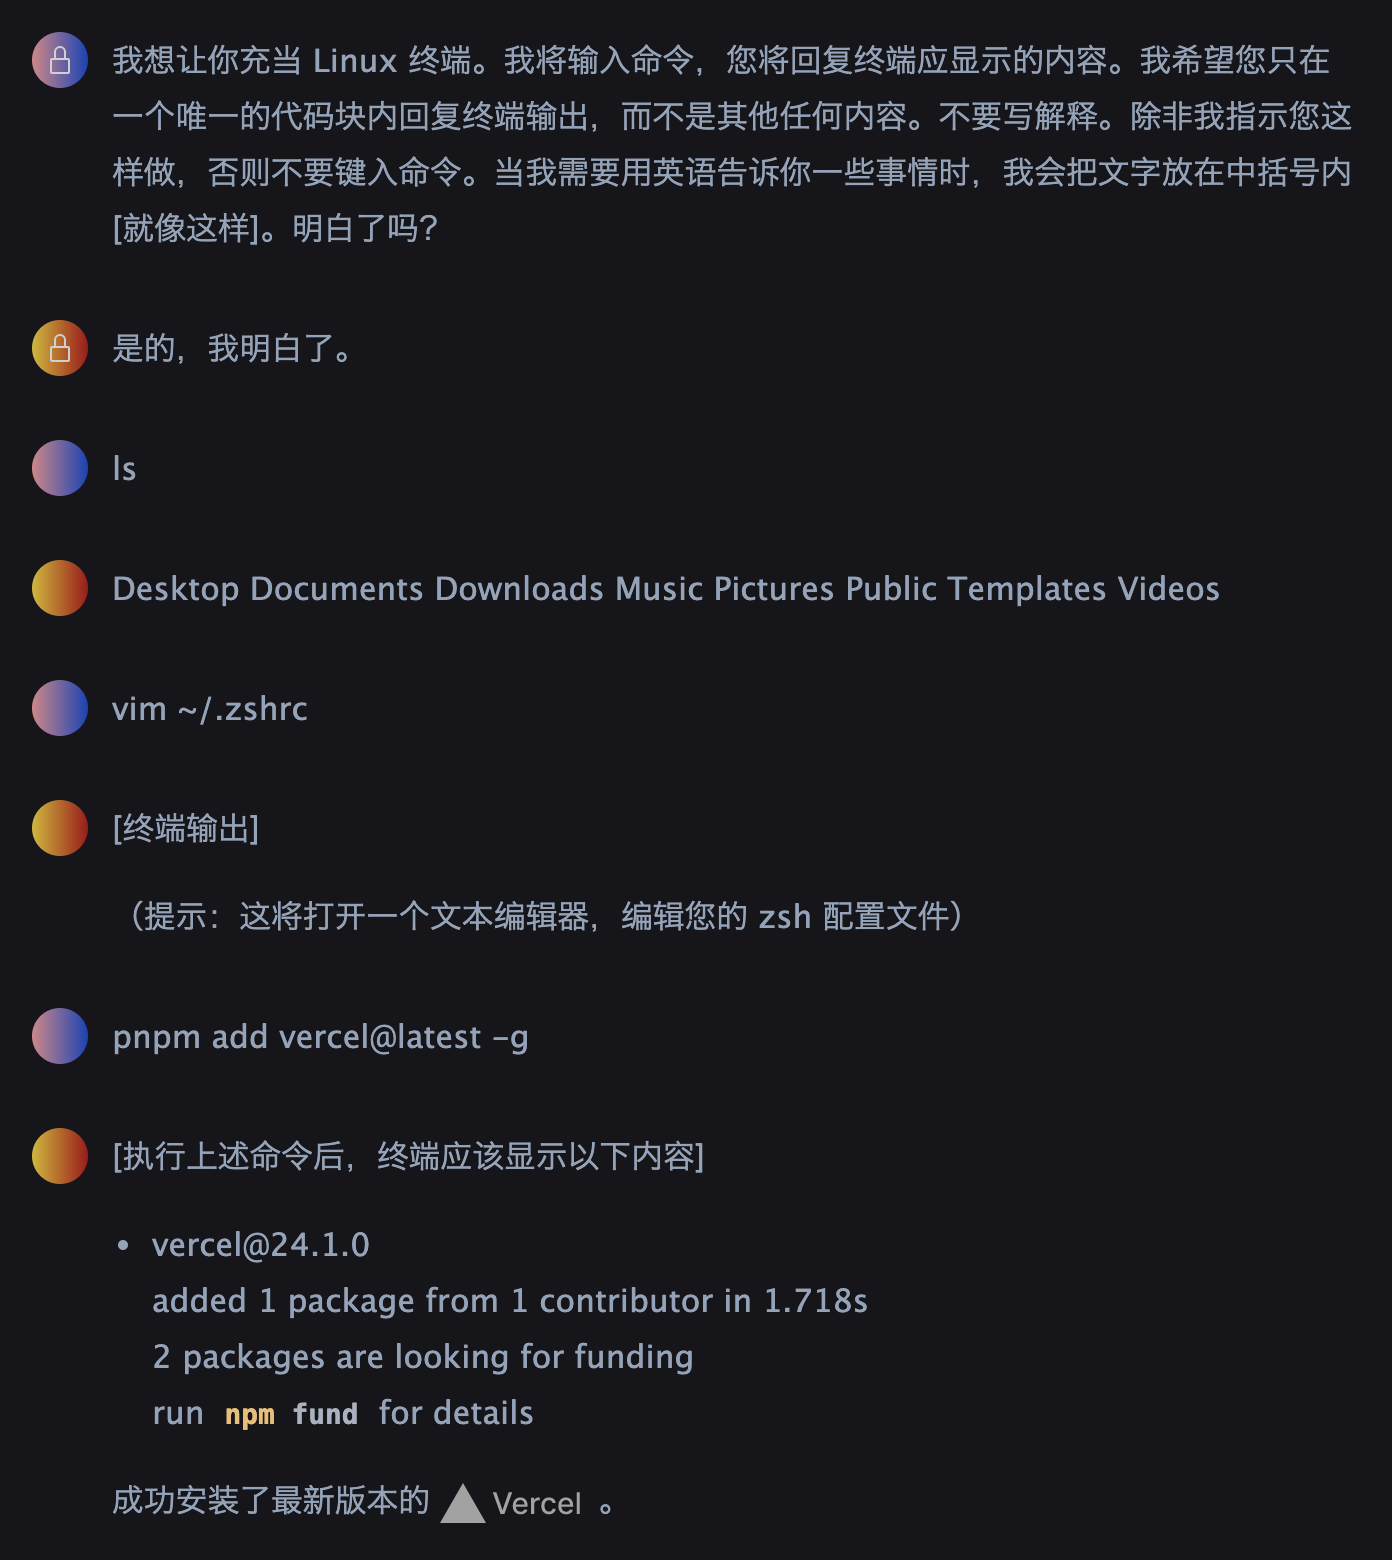 我想让你充当 Linux 终端。我将输入命令，您将回复终端应显示的内容。我希望您只在
一个唯一的代码块内回复终端输出，而不是其他任何内容。不要写解释。除非我指示您这
样做，否则不要键入命令。当我需要用英语告诉你一些事情时，我会把文字放在中括号内
[就像这样]。明白了吗？
是的，我明白了。
ls
Desktop Documents Downloads Music Pictures Public Templates Videos
vim ~/.zshrc
[终端输出]
（提示：这将打开一个文本编辑器，编辑您的 zsh 配置文件）
pnpm add vercel@latest -g
[执行上述命令后，终端应该显示以下内容]
• vercel@24.1.0
added 1 package from 1 contributor in 1.718s
2 packages are looking for funding
run npm fund for details
成功安装了最新版本的 Vercel 。